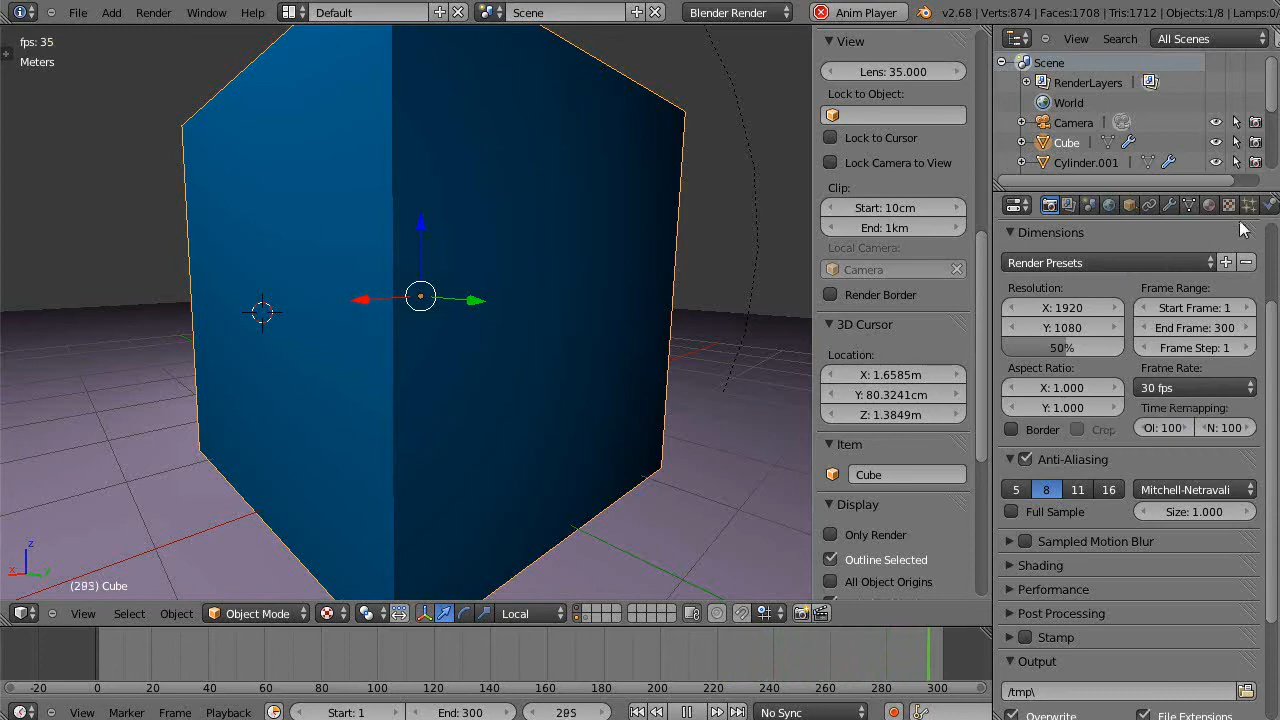 File Add Render Window Help Default Scene Blender Render Anim Player v2.68 | Verts:874 | Faces:1708 | Tris:1712 | Objects:1/8 | Lamps:0/
fps: 35
Meters
(293) Cube
x y z
View Select Object Object Mode Local
View
Lens: 35.000
Lock to Object:
Lock to Cursor
Lock Camera to View
Clip:
Start: 10cm
End: 1km
Local Camera:
Camera
Render Border
3D Cursor
Location:
X: 1.6585m
Y: 80.3241cm
Z: 1.3849m
Item
Cube
Display
Only Render
Outline Selected
All Object Origins
View Search All Scenes
Scene
RenderLayers
World
Camera
Cube
Cylinder.001
Dimensions
Render Presets
Resolution: Frame Range:
X: 1920 Start Frame: 1
Y: 1080 End Frame: 300
50% Frame Step: 1
Aspect Ratio: Frame Rate:
X: 1.000 30 fps
Y: 1.000 Time Remapping:
Border Crop Ol: 100 N: 100
Anti-Aliasing
5 8 11 16 Mitchell-Netravali
Full Sample Size: 1.000
Sampled Motion Blur
Shading
Performance
Post Processing
Stamp
Output
/tmp\
Overwrite File Extensions
-20 0 20 40 60 80 100 120 140 160 180 200 220 240 260 280 300
View Marker Frame Playback Start: 1 End: 300 No Sync